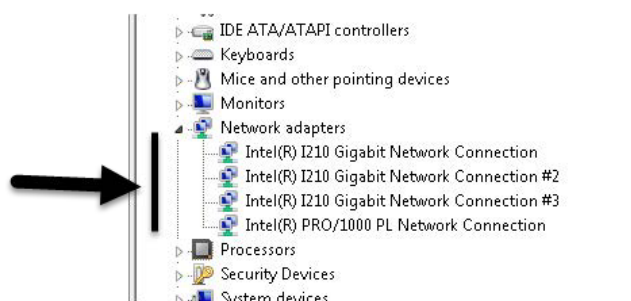 IDE ATA/ATAPI controllers
Keyboards
Mice and other pointing devices
Monitors
Network adapters
Intel(R) I210 Gigabit Network Connection
Intel(R) I210 Gigabit Network Connection #2
Intel(R) I210 Gigabit Network Connection #3
Intel(R) PRO/1000 PL Network Connection
Processors
Security Devices
System devices